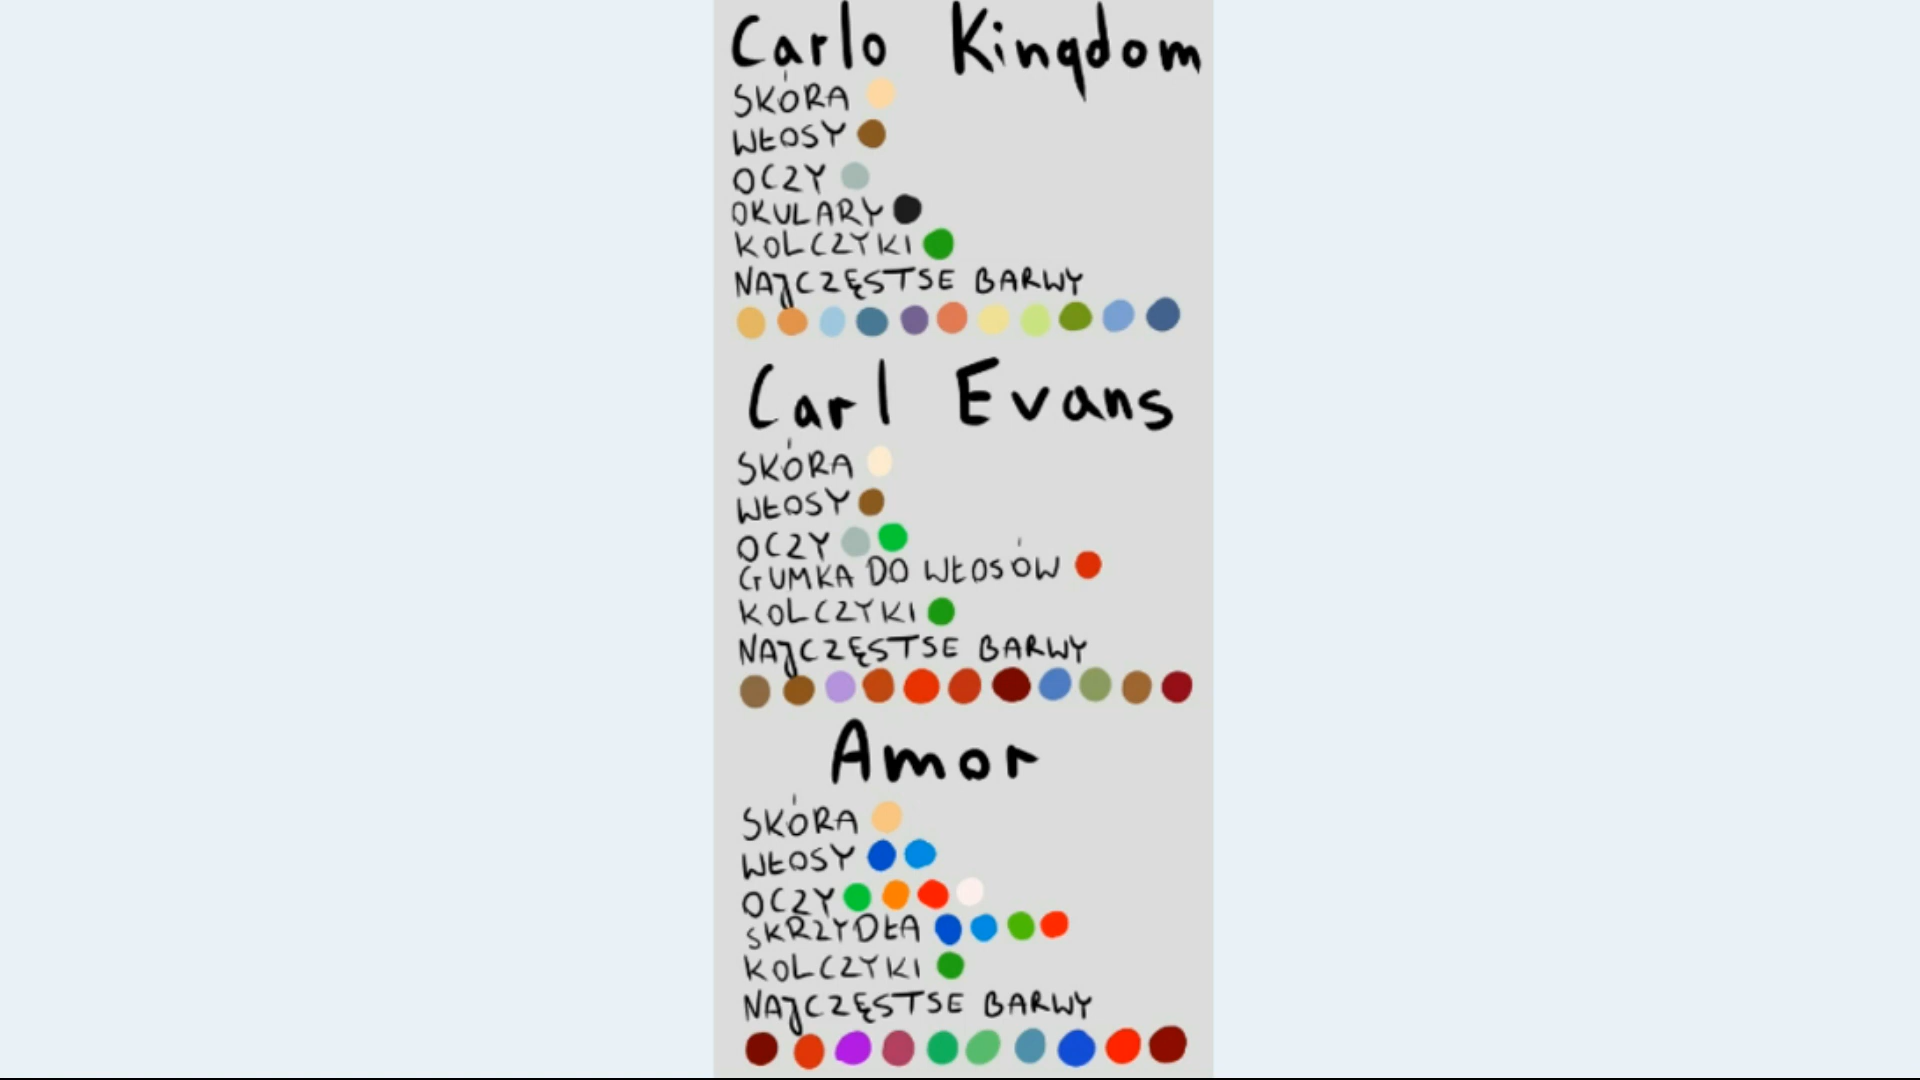 Carlo Kingdom
SKÓRA
WŁOSY
OCZY
OKULARY
KOLCZYKI
NAJCZĘSTSE BARWY
Carl Evans
SKÓRA
WŁOSY
OCZY
GUMKA DO WŁOSÓW
KOLCZYKI
NAJCZĘSTSE BARWY
Amor
SKÓRA
WŁOSY
OCZY
SKRZYDŁA
KOLCZYKI
NAJCZĘSTSE BARWY